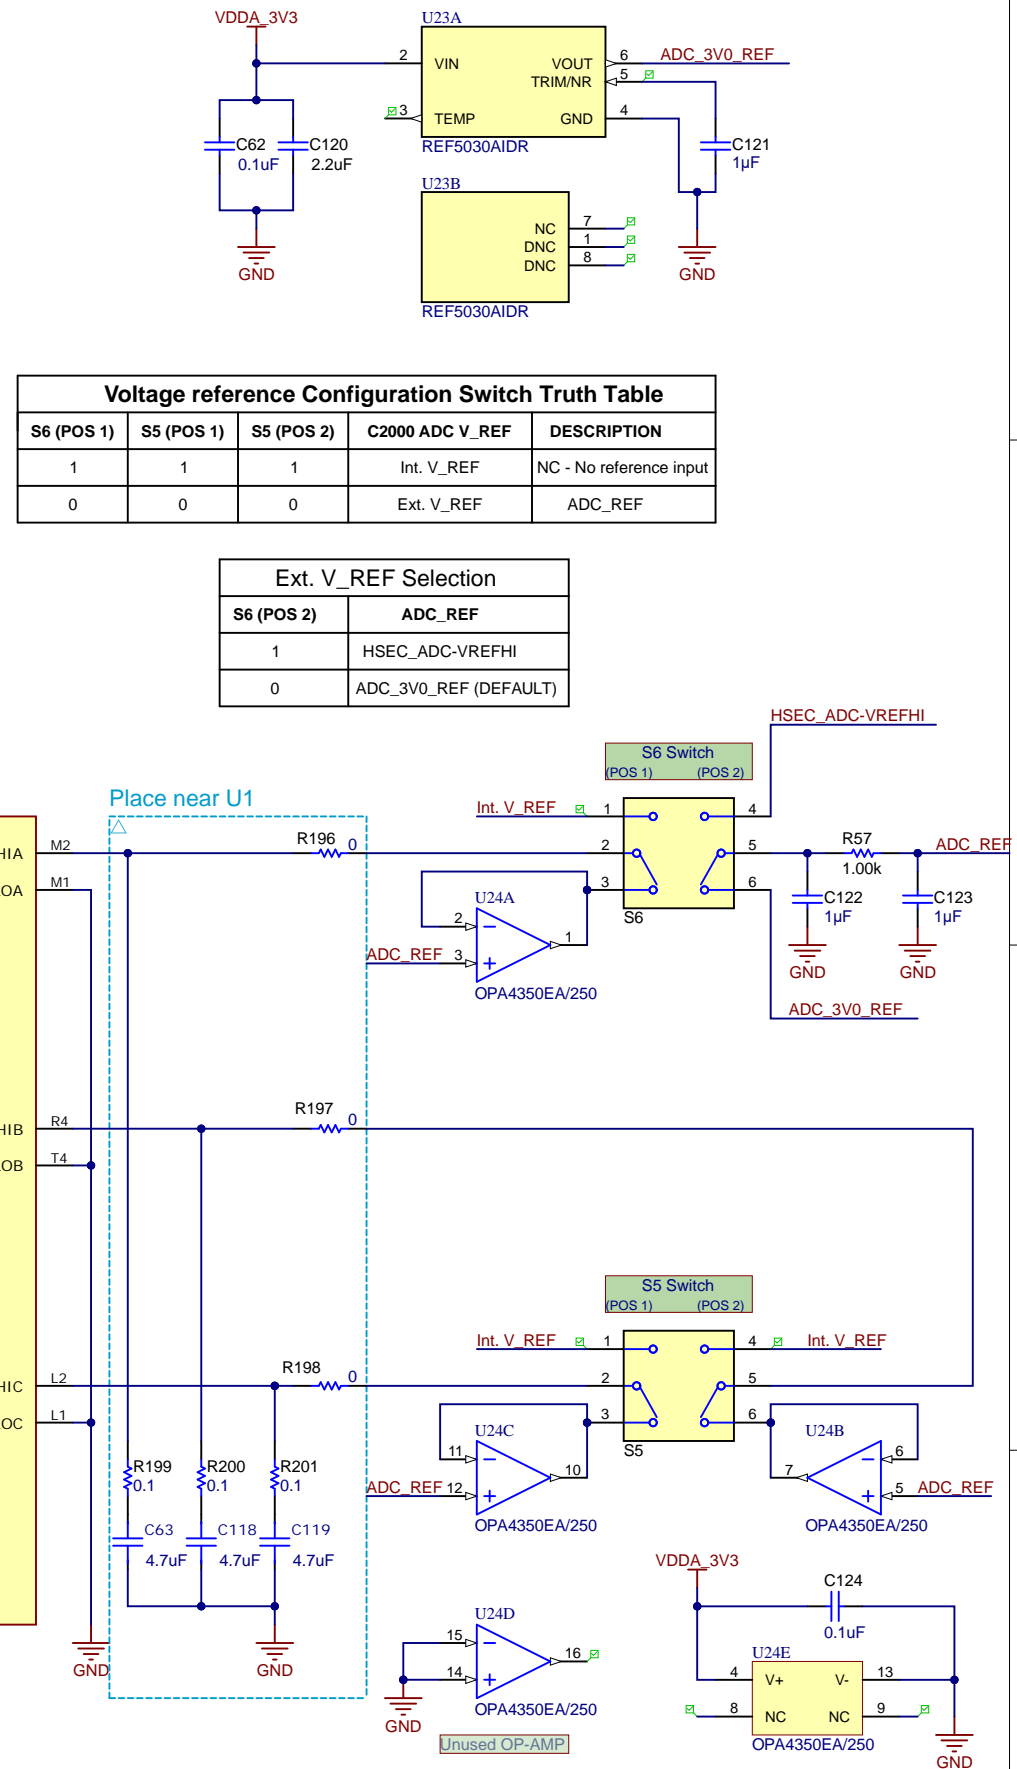 VDDA_3V3
U23A
2
VIN
VOUT
6
ADC_3V0_REF
TRIM/NR
5
3
TEMP
GND
4
REF5030AIDR
C62
0.1uF
C120
2.2uF
C121
1µF
GND
U23B
NC
7
DNC
1
DNC
8
REF5030AIDR
GND
Voltage reference Configuration Switch Truth Table
S6 (POS 1) S5 (POS 1) S5 (POS 2) C2000 ADC V_REF DESCRIPTION
1 1 1 Int. V_REF NC - No reference input
0 0 0 Ext. V_REF ADC_REF
Ext. V_REF Selection
S6 (POS 2) ADC_REF
1 HSEC_ADC-VREFHI
0 ADC_3V0_REF (DEFAULT)
HSEC_ADC-VREFHI
S6 Switch
(POS 1) (POS 2)
Place near U1
Int. V_REF
1
4
HIA
M2
R196
0
2
5
R57
1.00k
ADC_REF
OA
M1
U24A
3
6
S6
C122
1µF
C123
1µF
2
1
ADC_REF
3
OPA4350EA/250
GND
GND
ADC_3V0_REF
R197
0
HIB
R4
OB
T4
S5 Switch
(POS 1) (POS 2)
Int. V_REF
1
4
Int. V_REF
HIC
L2
R198
0
2
5
OC
L1
3
6
S5
U24C
U24B
11
10
7
6
ADC_REF
12
5
ADC_REF
OPA4350EA/250
OPA4350EA/250
R199
0.1
R200
0.1
R201
0.1
C63
4.7uF
C118
4.7uF
C119
4.7uF
VDDA_3V3
C124
0.1uF
U24D
15
16
14
OPA4350EA/250
GND
GND
GND
Unused OP-AMP
U24E
4
V+
V-
13
8
NC
NC
9
OPA4350EA/250
GND